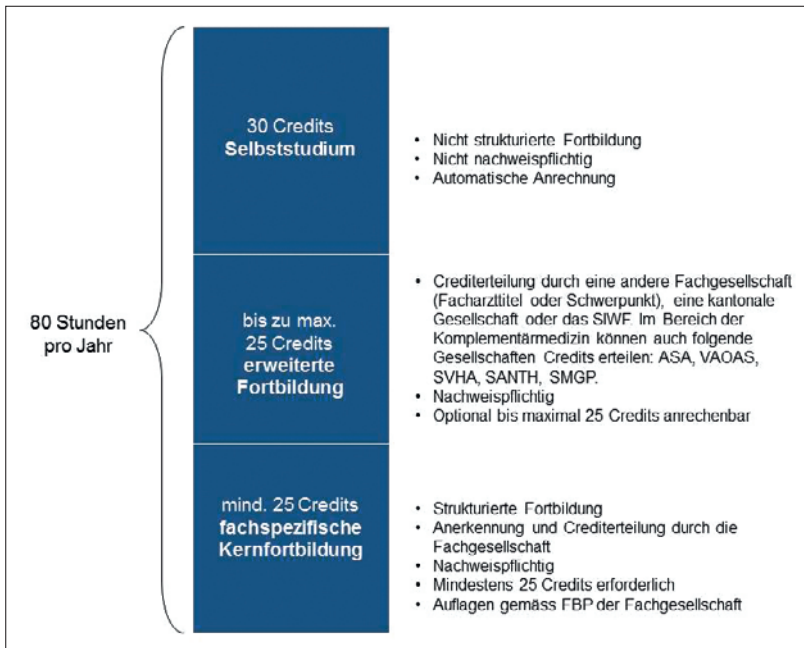 80 Stunden
pro Jahr
30 Credits
Selbststudium
• Nicht strukturierte Fortbildung
• Nicht nachweispflichtig
• Automatische Anrechnung
bis zu max.
25 Credits
erweiterte
Fortbildung
• Crediterteilung durch eine andere Fachgesellschaft
(Facharzttitel oder Schwerpunkt), eine kantonale
Gesellschaft oder das SIWF. Im Bereich der
Komplementärmedizin können auch folgende
Gesellschaften Credits erteilen: ASA, VAOAS,
SVHA, SANTH, SMGP.
• Nachweispflichtig
• Optional bis maximal 25 Credits anrechenbar
mind. 25 Credits
fachspezifische
Kernfortbildung
• Strukturierte Fortbildung
• Anerkennung und Crediterteilung durch die
Fachgesellschaft
• Nachweispflichtig
• Mindestens 25 Credits erforderlich
• Auflagen gemäss FBP der Fachgesellschaft